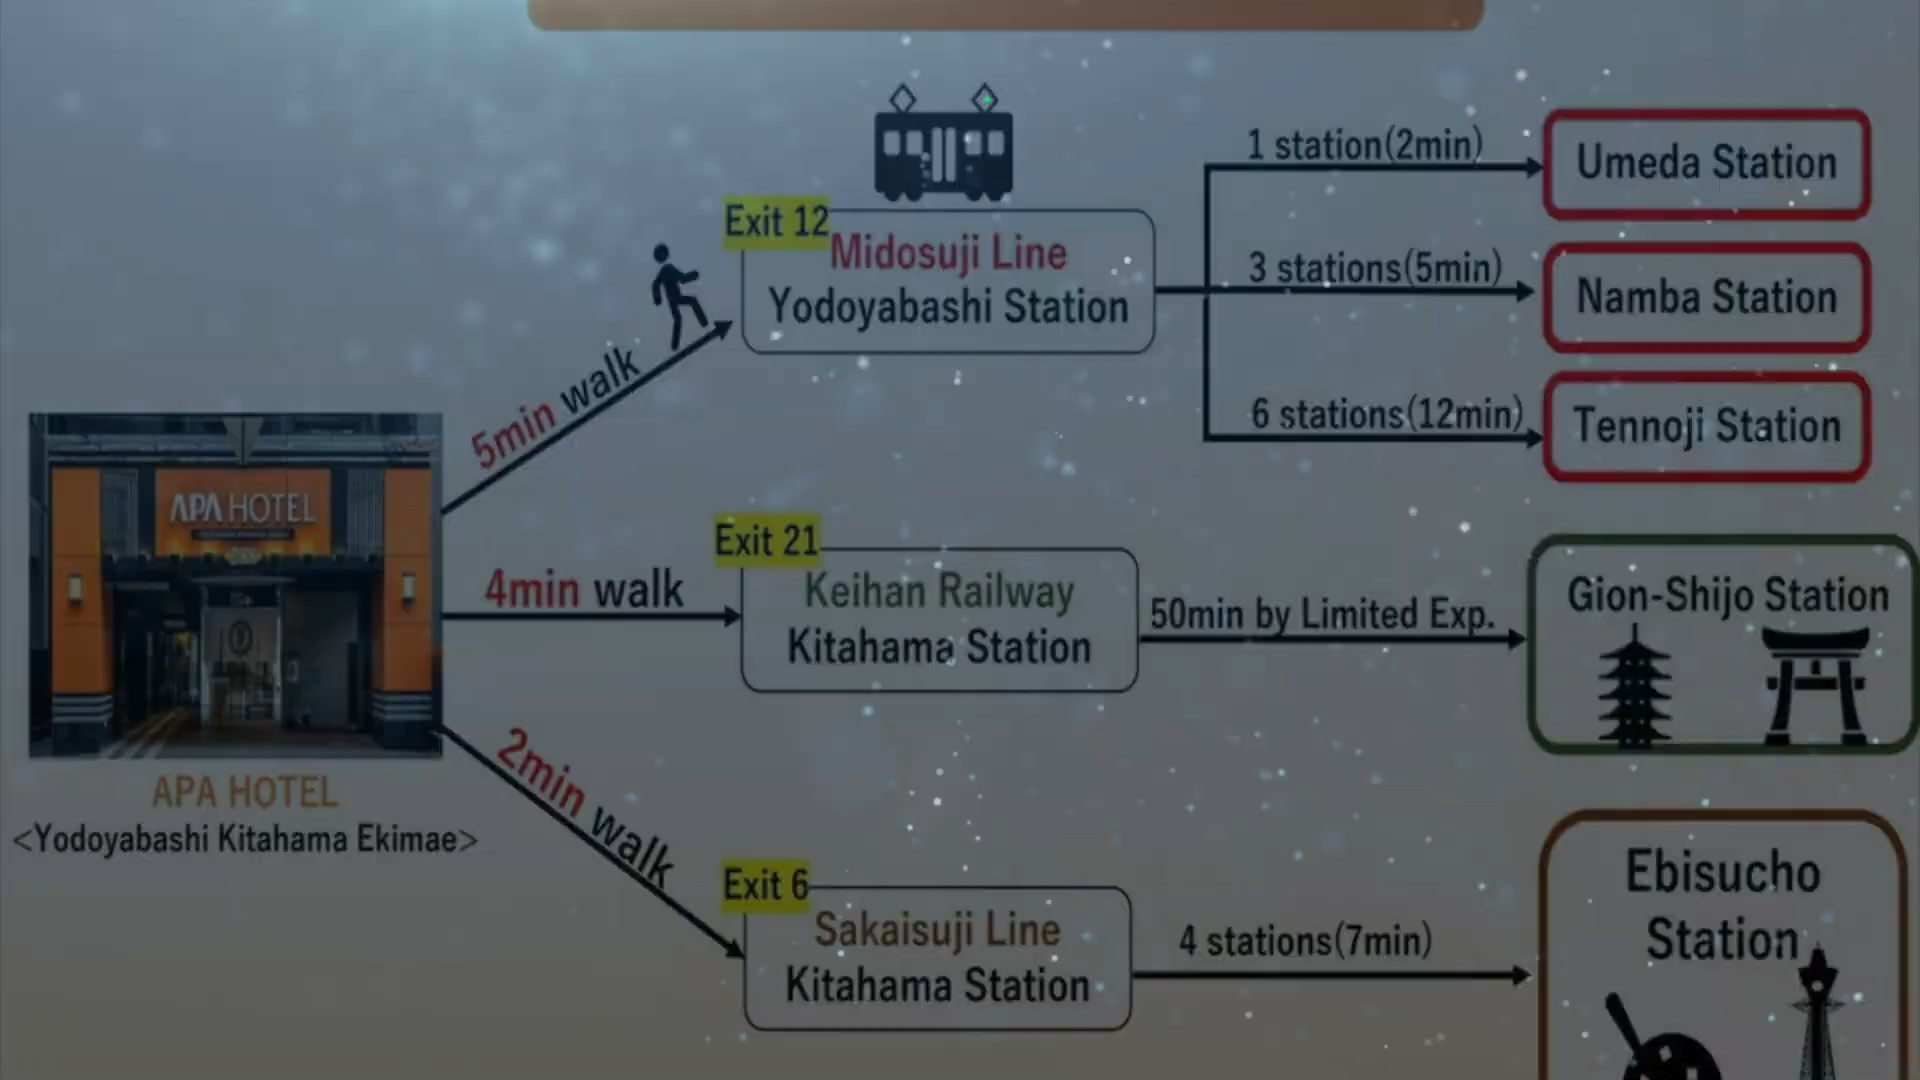 1 station(2min)
Umeda Station
Exit 12
Midosuji Line
Yodoyabashi Station
3 stations(5min)
Namba Station
6 stations(12min)
Tennoji Station
5min walk
APA HOTEL
Exit 21
4min walk
Keihan Railway
Kitahama Station
50min by Limited Exp.
Gion-Shijo Station
2min walk
APA HOTEL
<Yodoyabashi Kitahama Ekimae>
Exit 6
Sakaisuji Line
Kitahama Station
4 stations(7min)
Ebisucho
Station